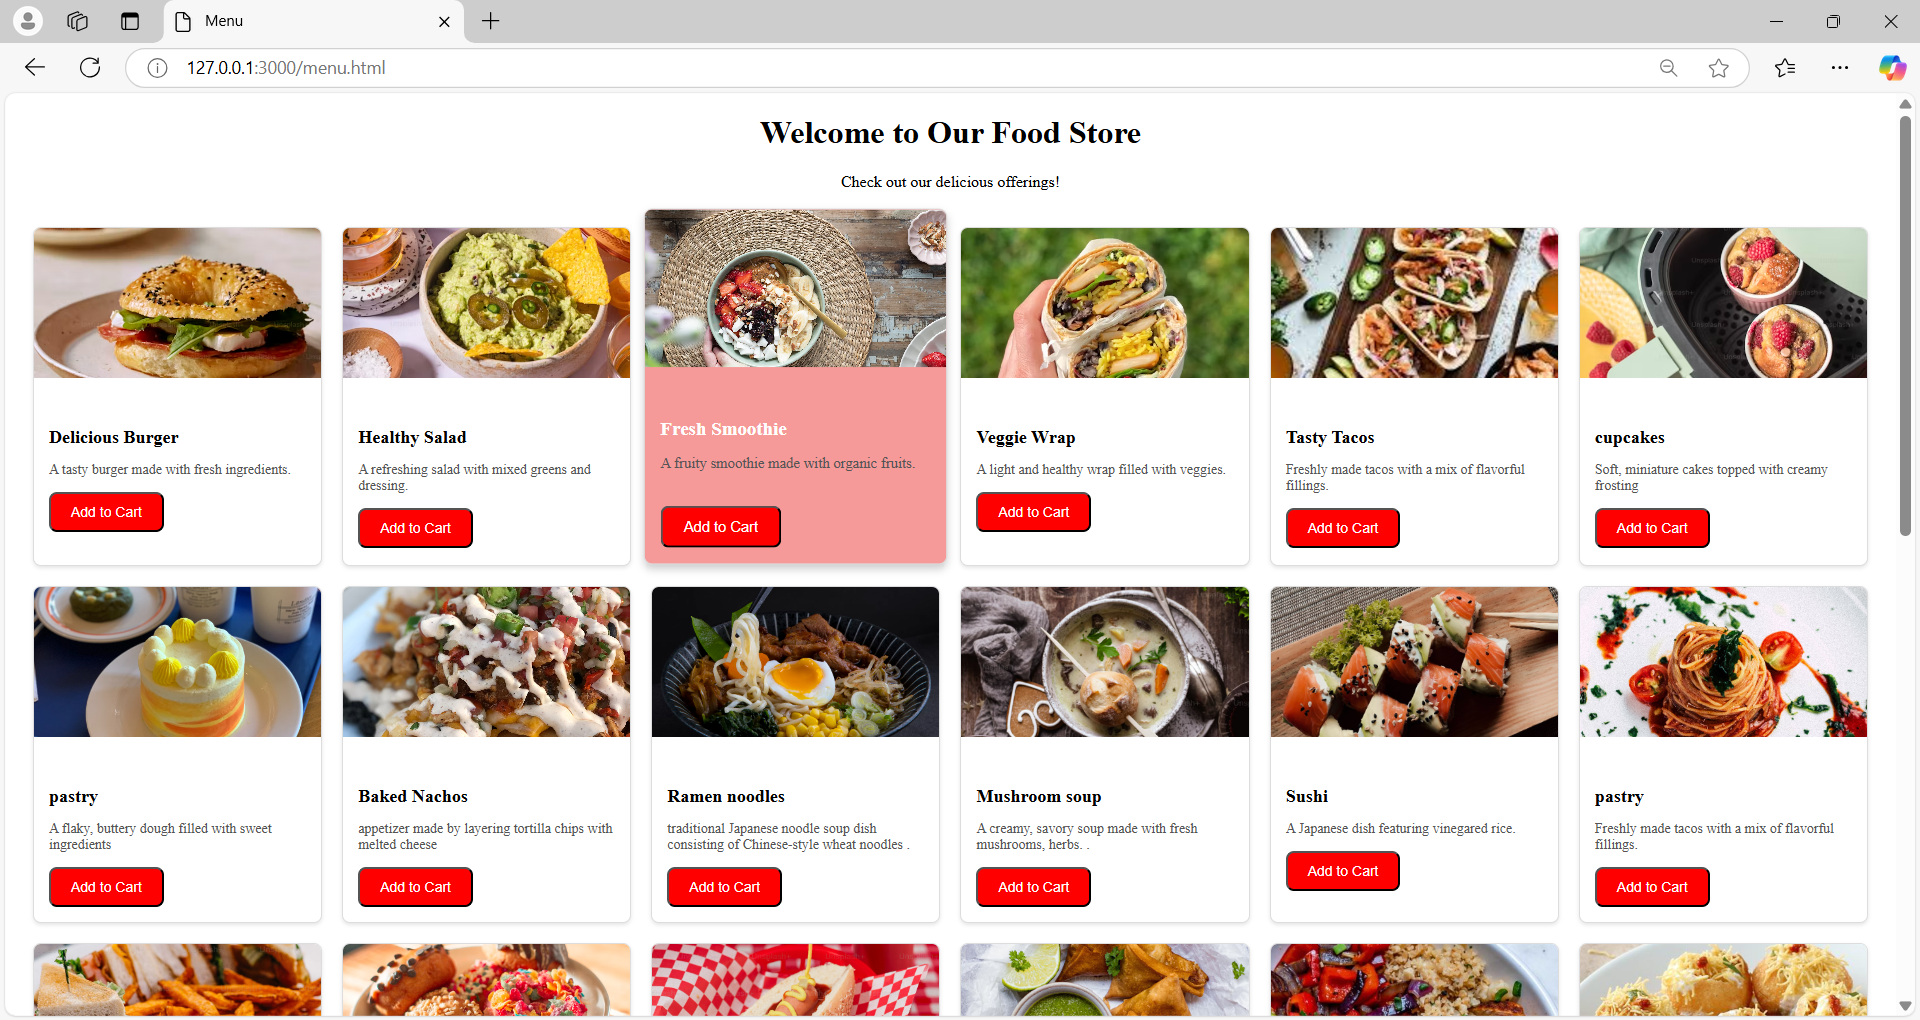 Menu
127.0.0.1:3000/menu.html
Welcome to Our Food Store
Check out our delicious offerings!
Delicious Burger
A tasty burger made with fresh ingredients.
Add to Cart
Healthy Salad
A refreshing salad with mixed greens and
dressing.
Add to Cart
Fresh Smoothie
A fruity smoothie made with organic fruits.
Add to Cart
Veggie Wrap
A light and healthy wrap filled with veggies.
Add to Cart
Tasty Tacos
Freshly made tacos with a mix of flavorful
fillings.
Add to Cart
cupcakes
Soft, miniature cakes topped with creamy
frosting
Add to Cart
pastry
A flaky, buttery dough filled with sweet
ingredients
Add to Cart
Baked Nachos
appetizer made by layering tortilla chips with
melted cheese
Add to Cart
Ramen noodles
traditional Japanese noodle soup dish
consisting of Chinese-style wheat noodles .
Add to Cart
Mushroom soup
A creamy, savory soup made with fresh
mushrooms, herbs. .
Add to Cart
Sushi
A Japanese dish featuring vinegared rice.
Add to Cart
pastry
Freshly made tacos with a mix of flavorful
fillings.
Add to Cart